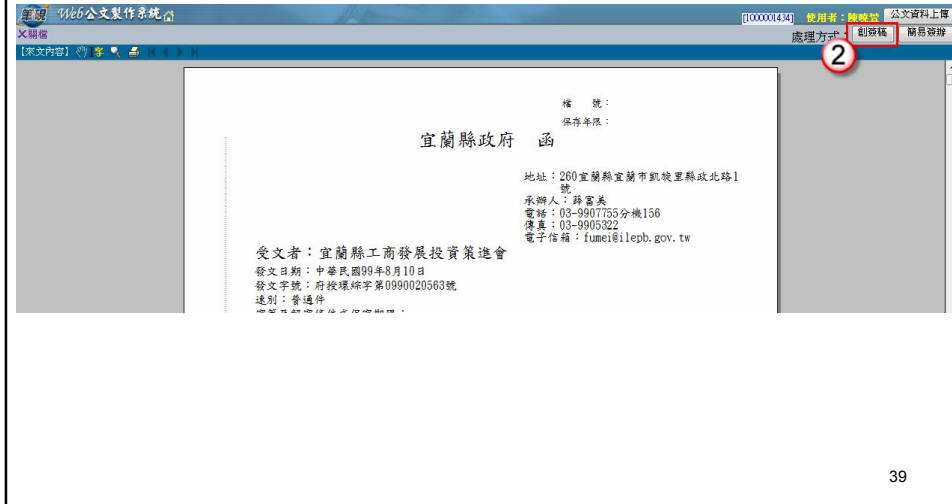 筆硯 Web公文製作系統
[1000001434] 使用者：陳曉瑩 公文資料上傳
X關檔
處理方式： 創簽稿 簡易簽辦
【來文內容】 字
2
檔　號：
保存年限：
宜蘭縣政府　函
地址：260宜蘭縣宜蘭市凱旋里縣政北路1
號
承辦人：薛富美
電話：03-9907755分機156
傳真：03-9905322
電子信箱：fumei@ilepb.gov.tw
受文者：宜蘭縣工商發展投資策進會
發文日期：中華民國99年8月10日
發文字號：府授環綜字第0990020563號
速別：普通件
39